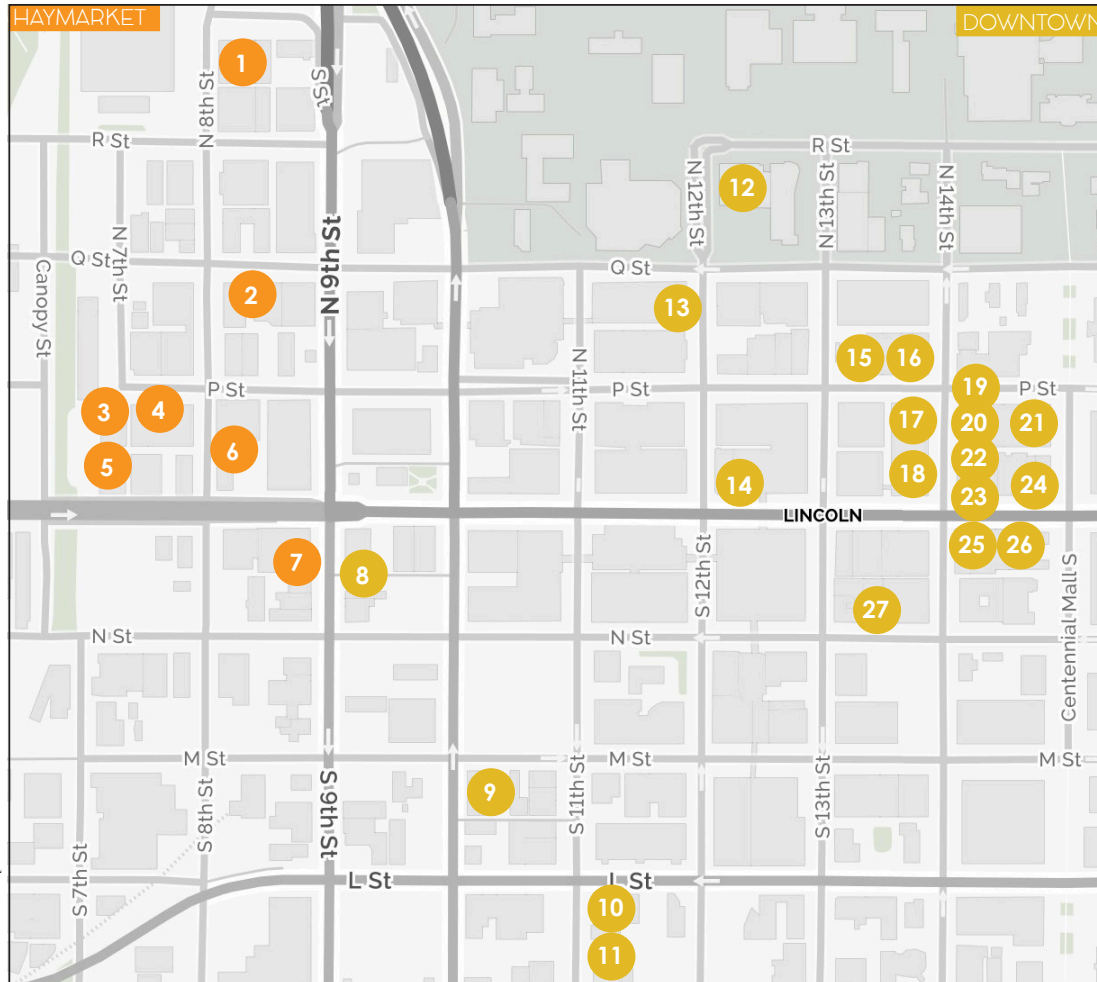 HAYMARKET
DOWNTOWN
1
N 8th St
S St
R St
R St
N 7th St
N 9th St
N 12th St
12
N 13th St
N 14th St
Q St
Q St
Canopy St
2
13
N 11th St
15
16
P St
P St
19
P St
3
4
17
20
21
6
5
14
18
22
24
23
LINCOLN
7
8
S 12th St
25
26
27
N St
N St
Centennial Mall S
M St
M St
M St
S 8th St
S 9th St
9
S 11th St
S 13th St
S 7th St
L St
L St
10
11